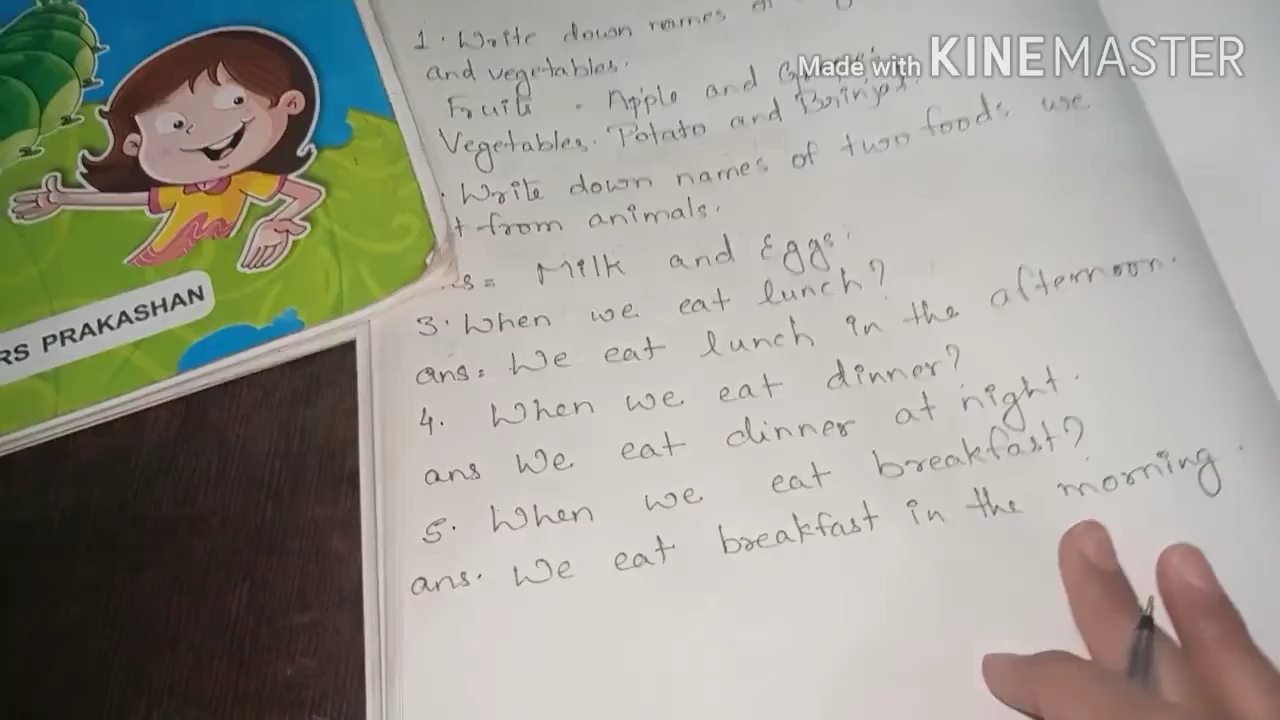 1. Write down names
and vegetables.
Fruits - Apple and
Vegetables. Potato and Brinjal.
. Write down names of two foods we
t from animals.
s = Milk and Eggs.
3. When we eat lunch?
ans = We eat lunch in the afternoon.
4. When we eat dinner?
ans We eat dinner at night.
5. When we eat breakfast?
ans. We eat breakfast in the morning.
RS PRAKASHAN
Made with KINEMASTER